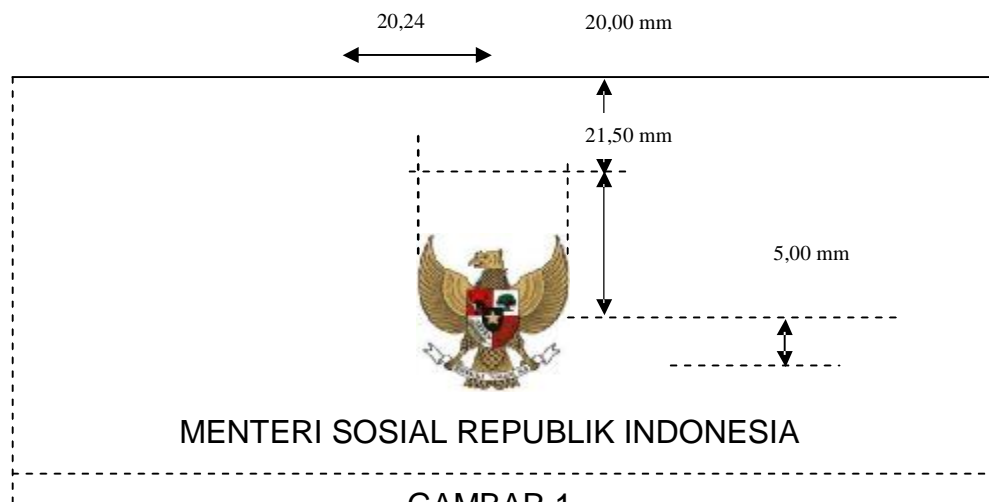 20,24 20,00 mm
21,50 mm
5,00 mm
MENTERI SOSIAL REPUBLIK INDONESIA
GAMBAR 1